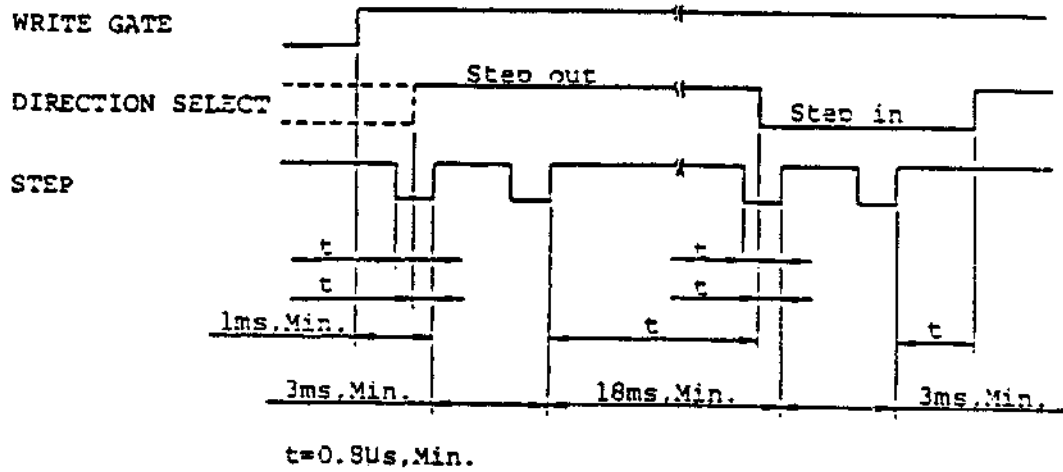 WRITE GATE
Step out
DIRECTION SELECT
Step in
STEP
t
t
t
t
1ms,Min.
t
t
3ms,Min.
18ms,Min.
3ms,Min.
t=0.8Us,Min.